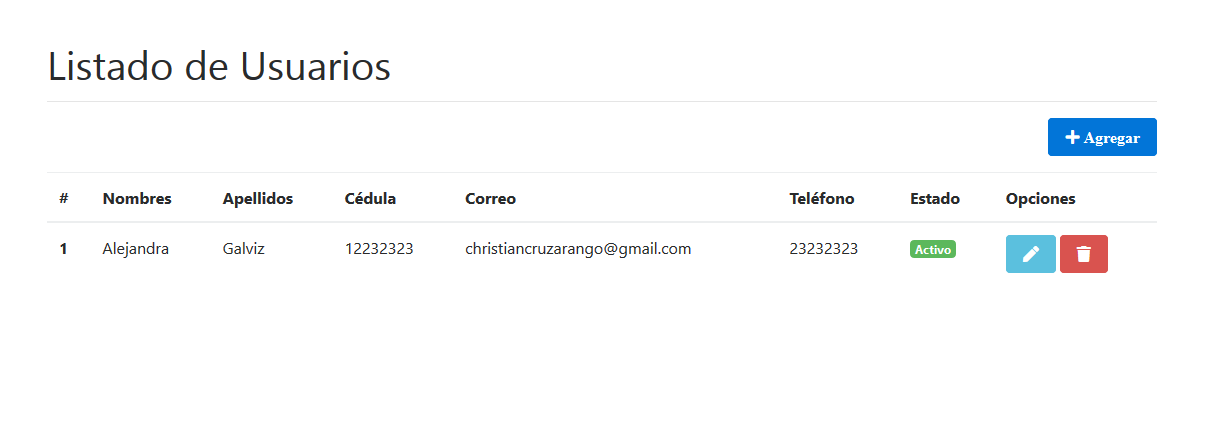 Listado de Usuarios
Agregar
# Nombres Apellidos Cédula Correo Teléfono Estado Opciones
1 Alejandra Galviz 12232323 christiancruzarango@gmail.com 23232323 Activo